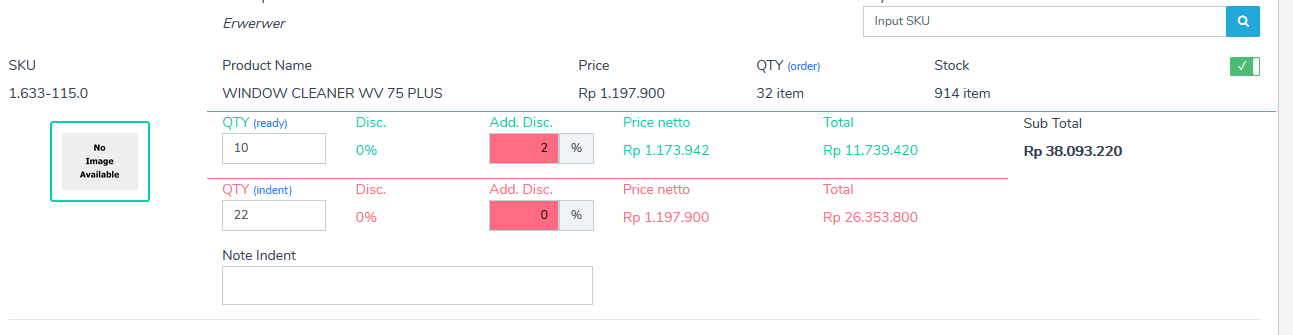 Erwerwer
Input SKU
SKU Product Name Price QTY (order) Stock
1.633-115.0 WINDOW CLEANER WV 75 PLUS Rp 1.197.900 32 item 914 item
QTY (ready) Disc. Add. Disc. Price netto Total Sub Total
10 0% 2 % Rp 1.173.942 Rp 11.739.420 Rp 38.093.220
No
Image
Available
QTY (indent) Disc. Add. Disc. Price netto Total
22 0% 0 % Rp 1.197.900 Rp 26.353.800
Note Indent